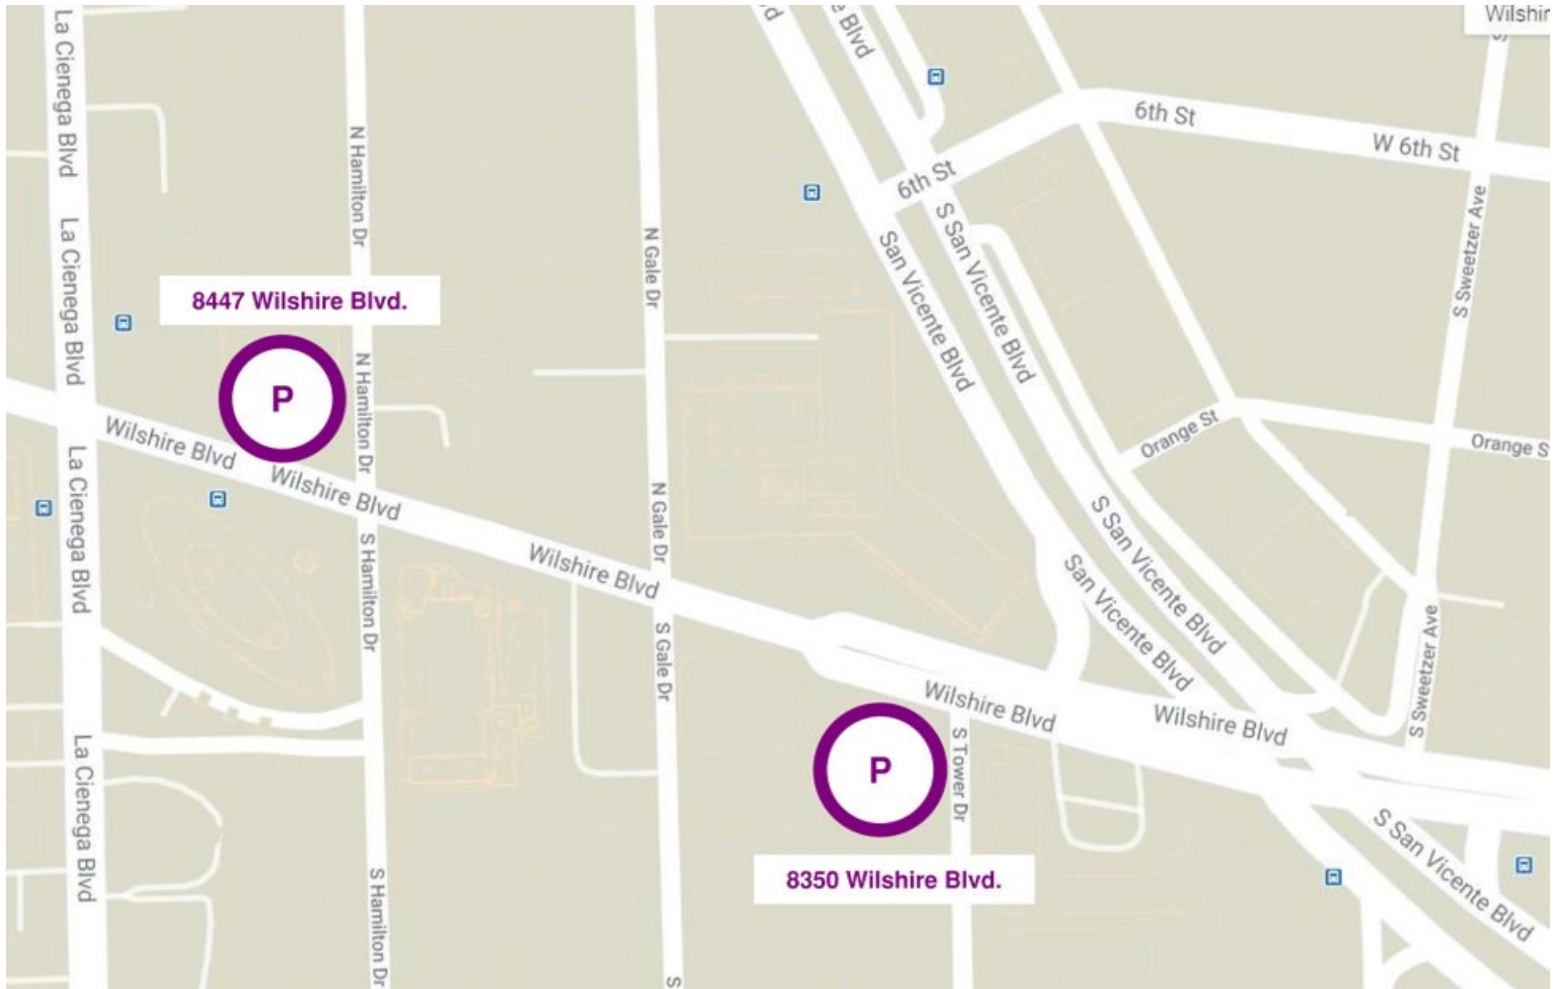 La Cienega Blvd
d
e Blvd
Wilshir
S
6th St
W 6th St
N Hamilton Dr
6th St
S Sweetzer Ave
La Cienega Blvd
N Gale Dr
San Vicente Blvd
S San Vicente Blvd
8447 Wilshire Blvd.
P
N Hamilton Dr
Orange St
Orange S
Wilshire Blvd
Wilshire Blvd
La Cienega Blvd
N Gale Dr
S San Vicente Blvd
S Hamilton Dr
Wilshire Blvd
San Vicente Blvd
S Sweetzer Ave
S Gale Dr
Wilshire Blvd
Wilshire Blvd
La Cienega Blvd
P
S Tower Dr
8350 Wilshire Blvd.
S San Vicente Blvd
S Hamilton Dr
S